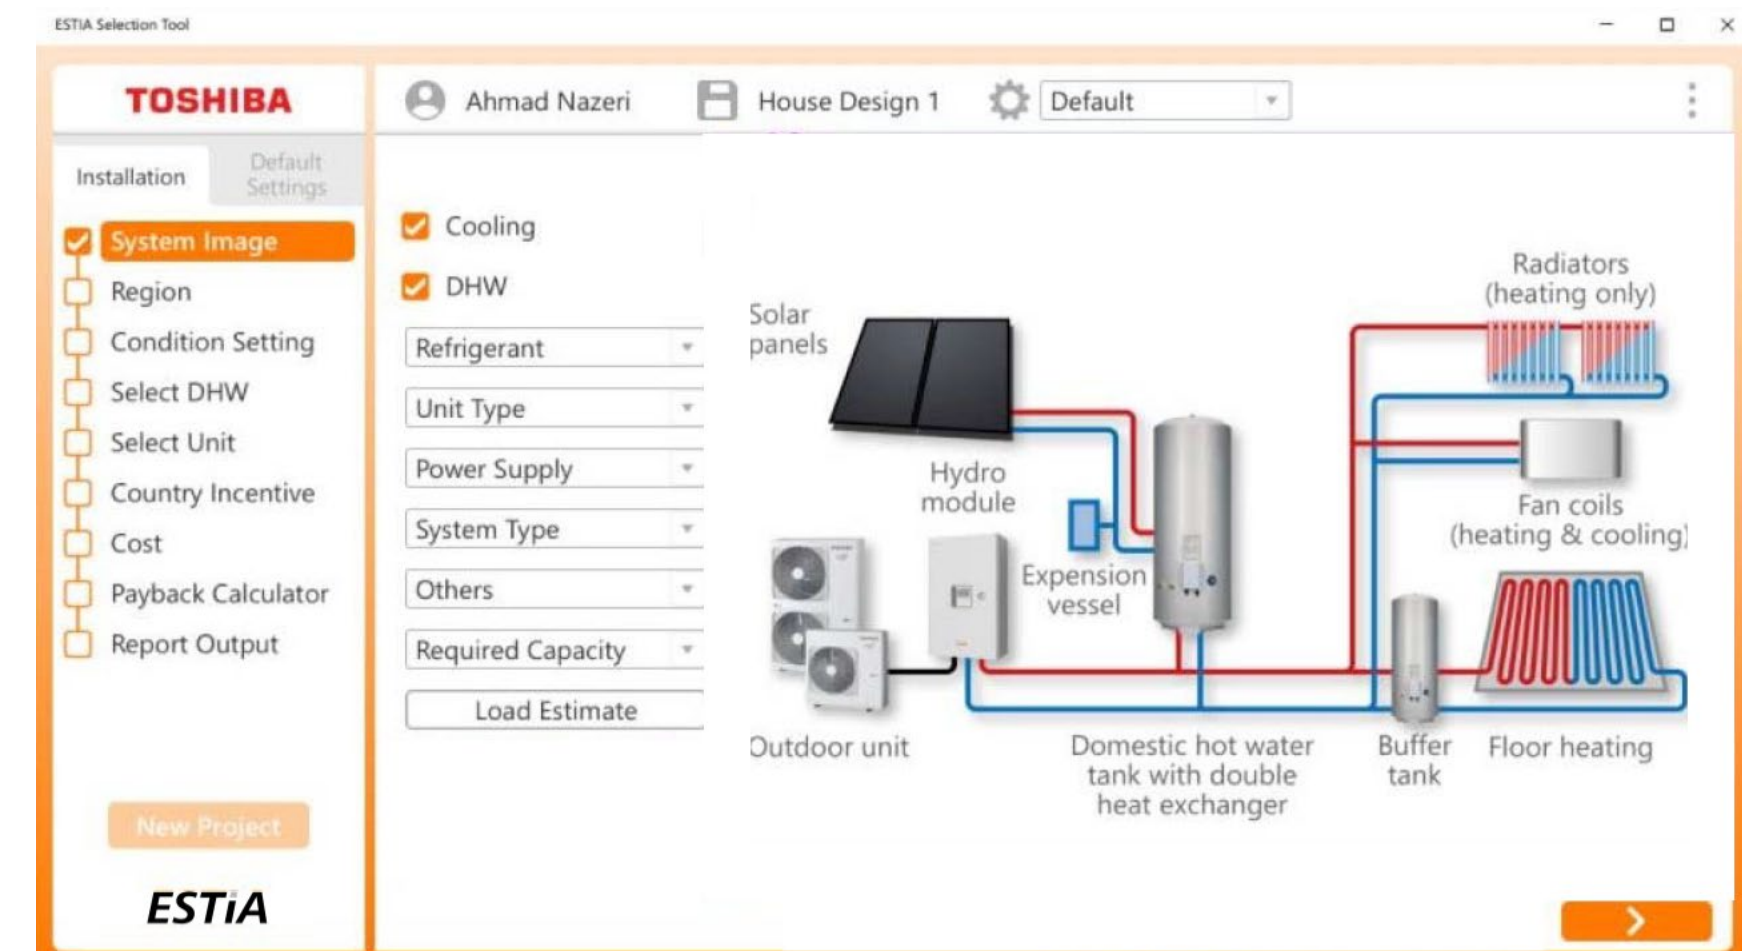 ESTIA Selection Tool
TOSHIBA
Ahmad Nazeri
House Design 1
Default
Installation
Default
Settings
System Image
Region
Condition Setting
Select DHW
Select Unit
Country Incentive
Cost
Payback Calculator
Report Output
New Project
ESTiA
Cooling
DHW
Refrigerant
Unit Type
Power Supply
System Type
Others
Required Capacity
Load Estimate
Solar
panels
Hydro
module
Expension
vessel
Outdoor unit
Domestic hot water
tank with double
heat exchanger
Radiators
(heating only)
Fan coils
(heating & cooling)
Buffer
tank
Floor heating